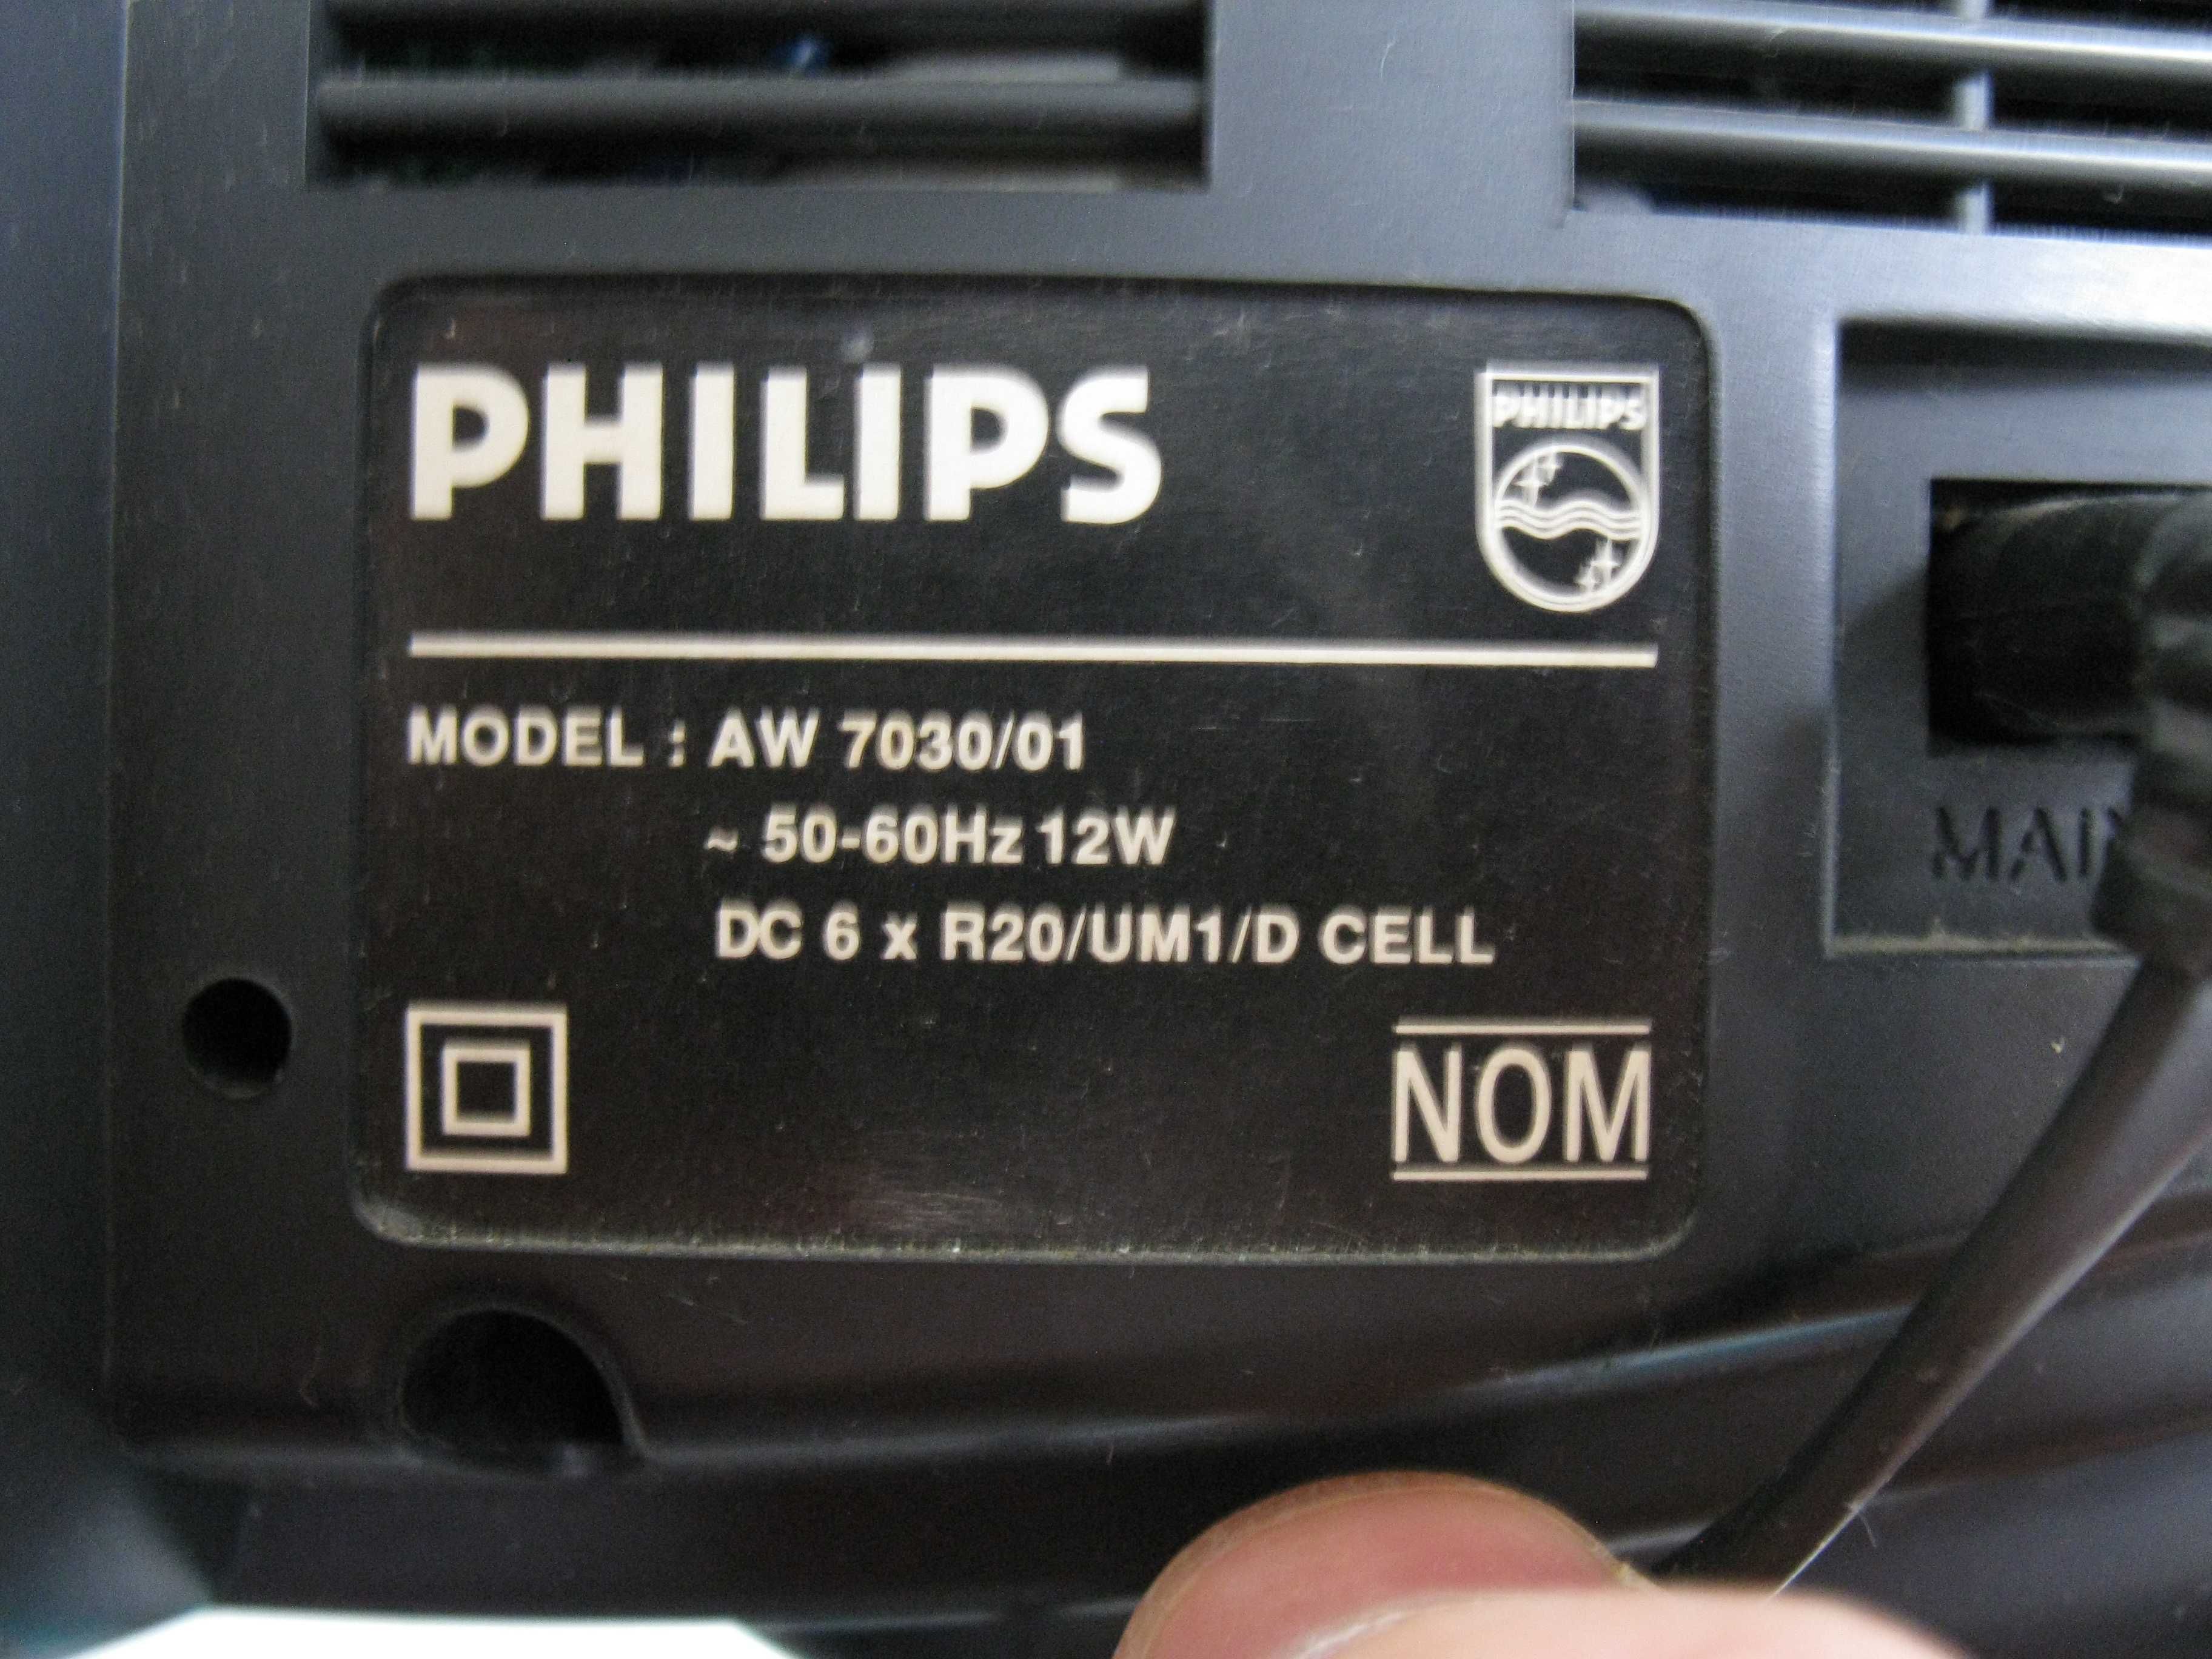 PHILIPS
PHILIPS
MODEL : AW 7030/01
~ 50-60Hz 12W
DC 6 x R20/UM1/D CELL
NOM